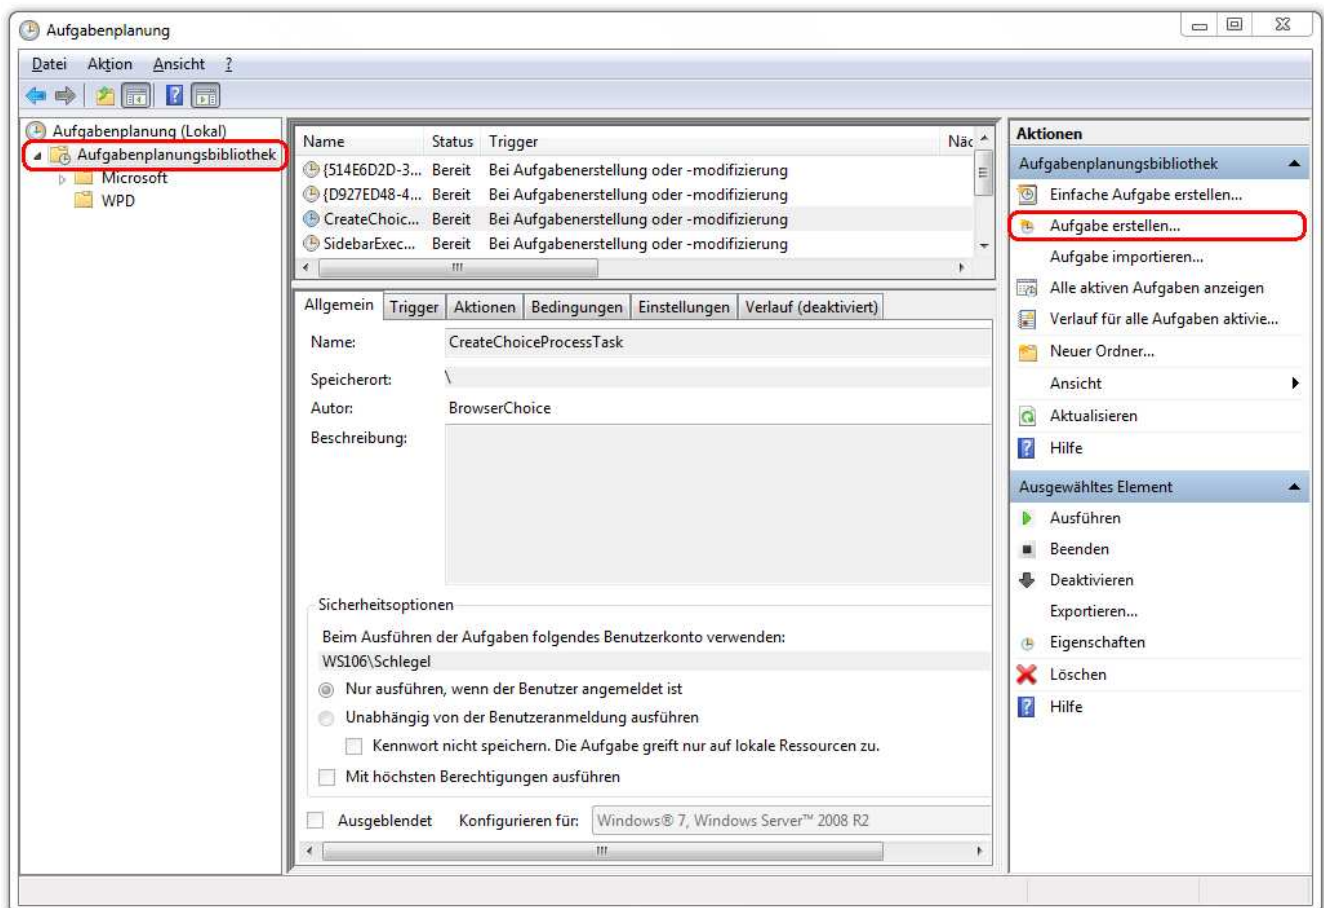 Aufgabenplanung
Datei Aktion Ansicht ?
Aufgabenplanung (Lokal)
Aufgabenplanungsbibliothek
Microsoft
WPD
Name Status Trigger Näc
{514E6D2D-3... Bereit Bei Aufgabenerstellung oder -modifizierung
{D927ED48-4... Bereit Bei Aufgabenerstellung oder -modifizierung
CreateChoic... Bereit Bei Aufgabenerstellung oder -modifizierung
SidebarExec... Bereit Bei Aufgabenerstellung oder -modifizierung
Allgemein Trigger Aktionen Bedingungen Einstellungen Verlauf (deaktiviert)
Name: CreateChoiceProcessTask
Speicherort: \
Autor: BrowserChoice
Beschreibung:
Sicherheitsoptionen
Beim Ausführen der Aufgaben folgendes Benutzerkonto verwenden:
WS106\Schlegel
Nur ausführen, wenn der Benutzer angemeldet ist
Unabhängig von der Benutzeranmeldung ausführen
Kennwort nicht speichern. Die Aufgabe greift nur auf lokale Ressourcen zu.
Mit höchsten Berechtigungen ausführen
Ausgeblendet Konfigurieren für: Windows® 7, Windows Server™ 2008 R2
Aktionen
Aufgabenplanungsbibliothek
Einfache Aufgabe erstellen...
Aufgabe erstellen...
Aufgabe importieren...
Alle aktiven Aufgaben anzeigen
Verlauf für alle Aufgaben aktivie...
Neuer Ordner...
Ansicht
Aktualisieren
Hilfe
Ausgewähltes Element
Ausführen
Beenden
Deaktivieren
Exportieren...
Eigenschaften
Löschen
Hilfe